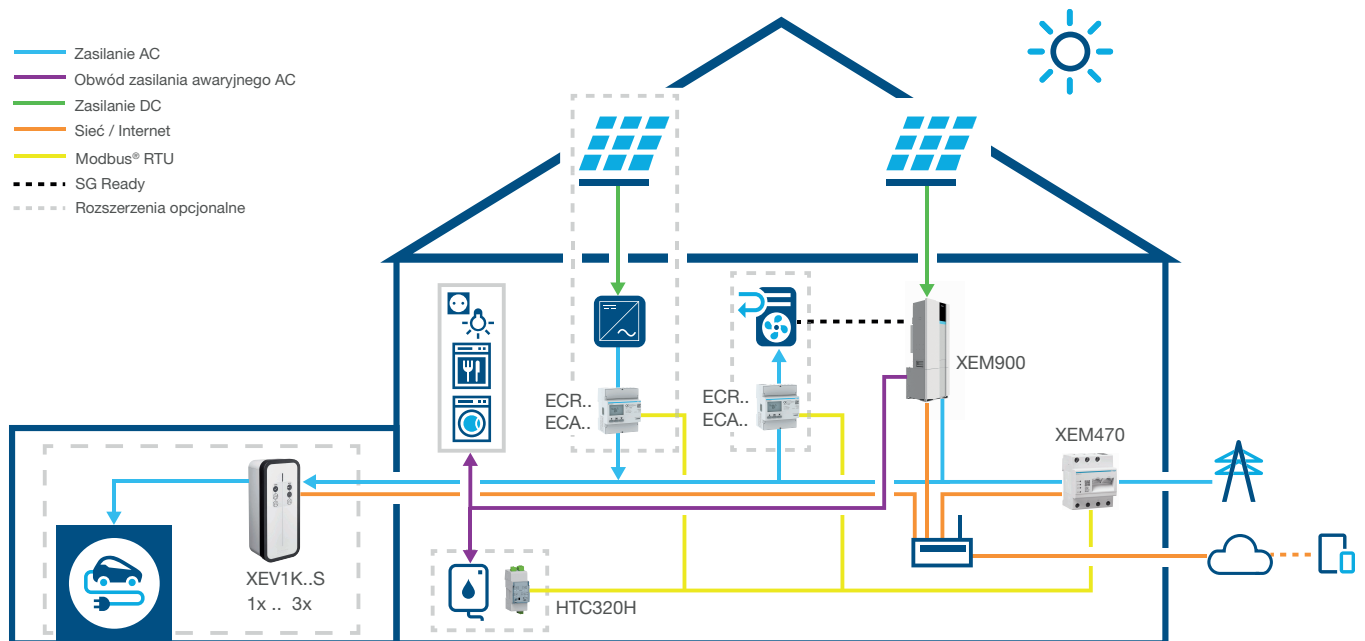 Zasilanie AC
Obwód zasilania awaryjnego AC
Zasilanie DC
Sieć / Internet
Modbus® RTU
SG Ready
Rozszerzenia opcjonalne
XEM900
ECR..
ECA..
ECR..
ECA..
XEM470
XEV1K..S
1x .. 3x
HTC320H